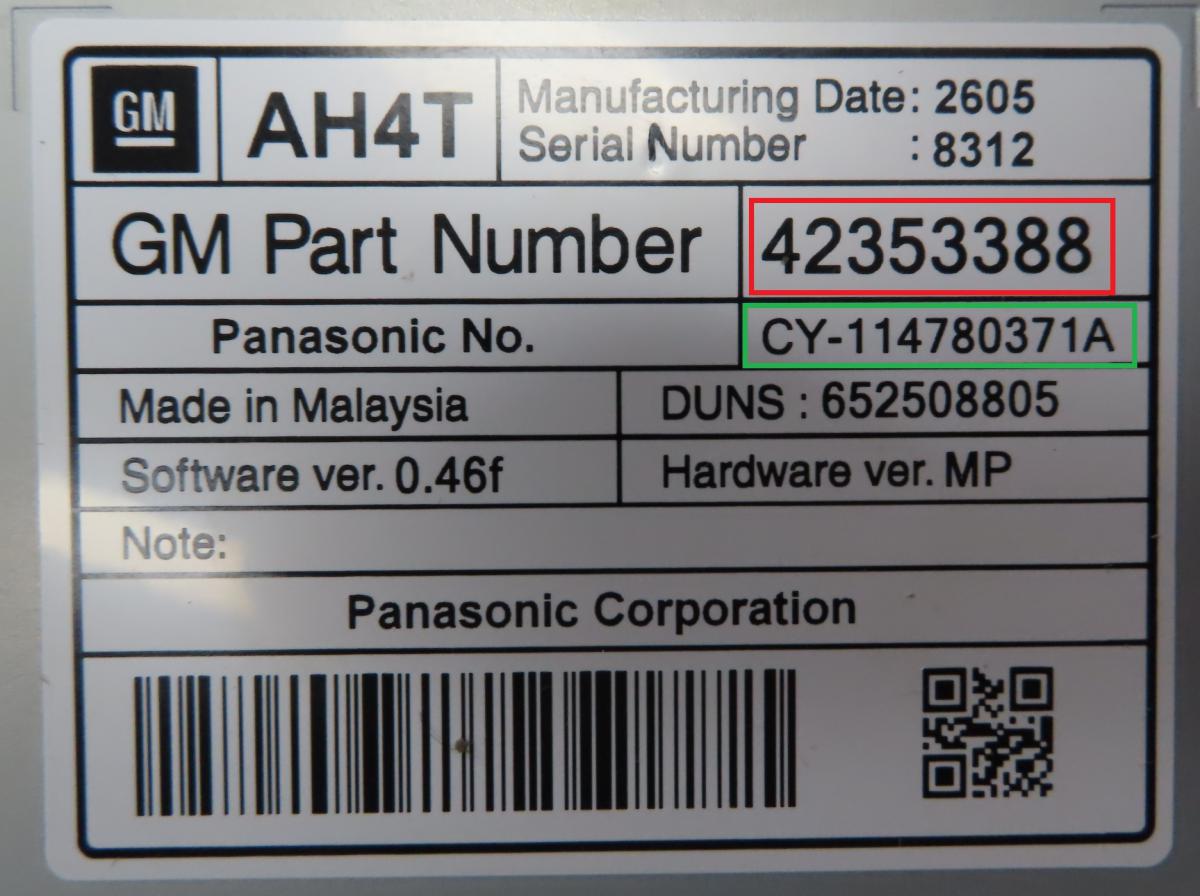 GM
AH4T
Manufacturing Date: 2605
Serial Number : 8312
GM Part Number 42353388
Panasonic No. CY-114780371A
Made in Malaysia DUNS : 652508805
Software ver. 0.46f Hardware ver. MP
Note:
Panasonic Corporation